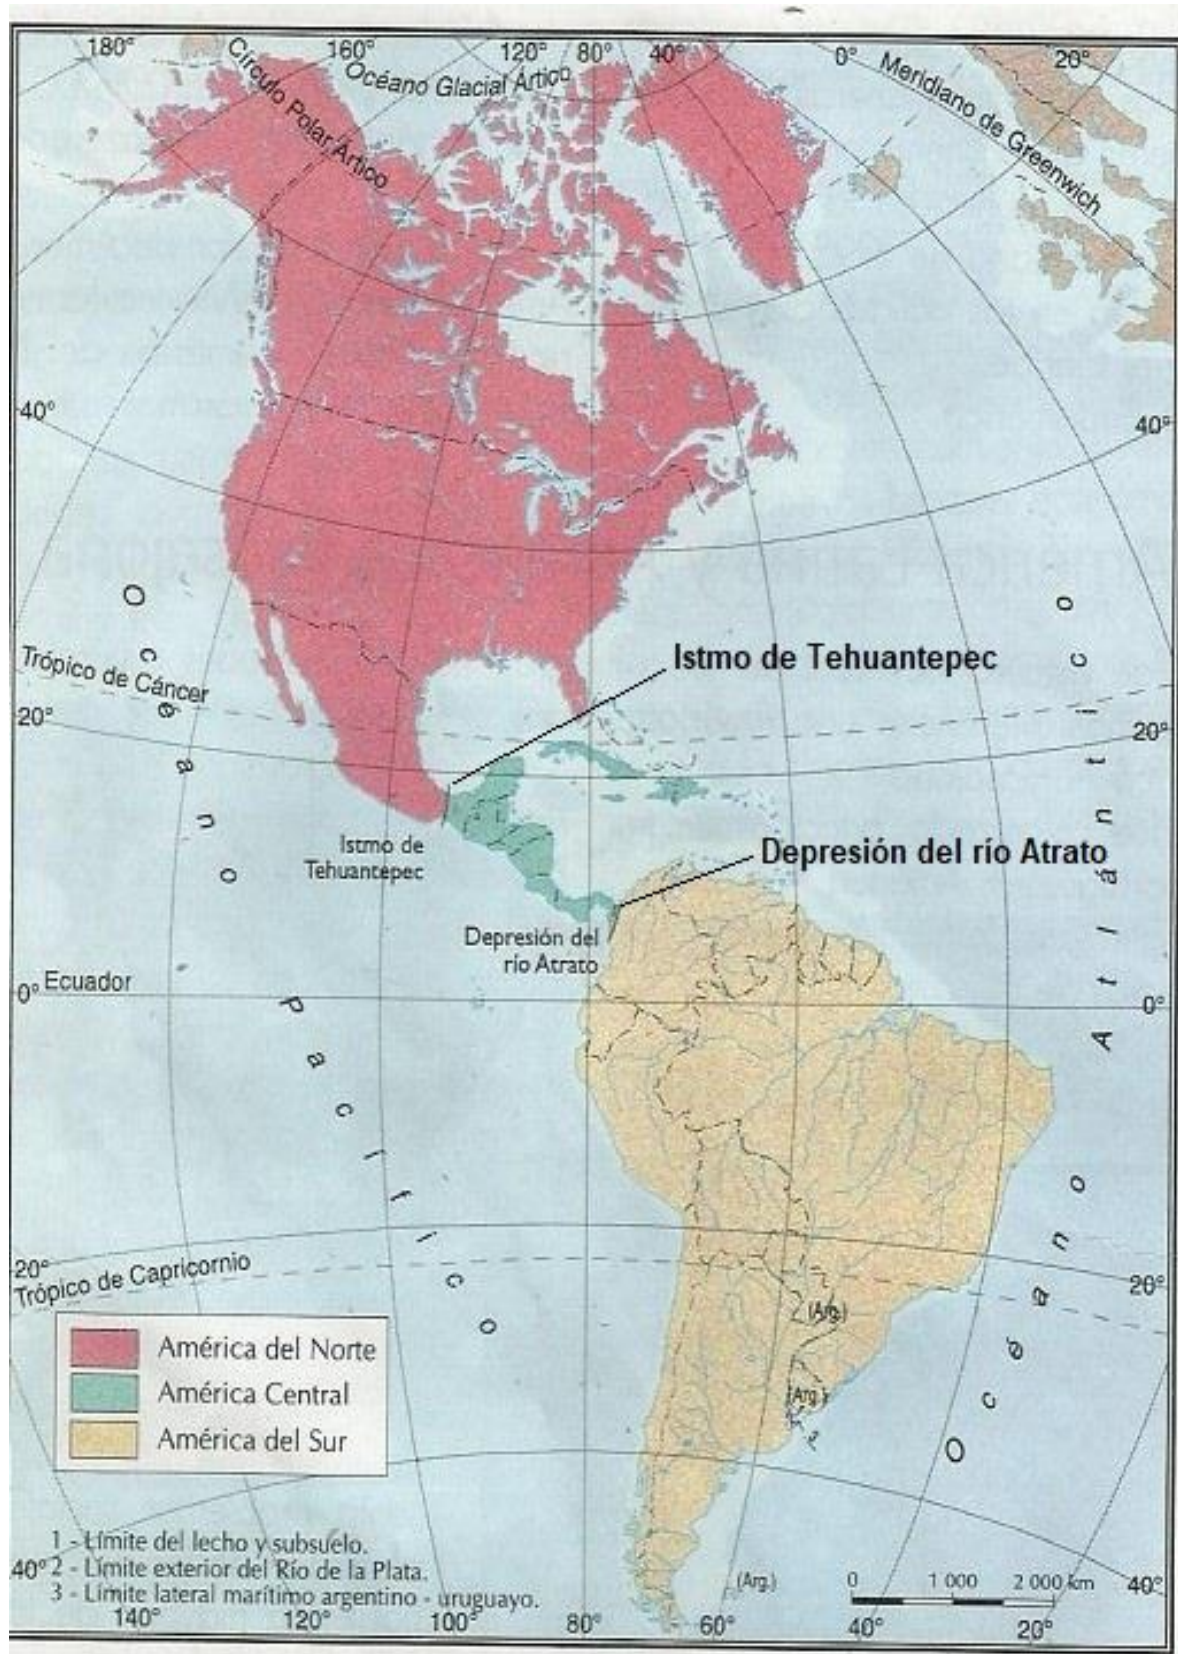 180°
160°
120°
80°
40°
0°
20°
Círculo Polar Ártico
Océano Glacial Ártico
Meridiano de Greenwich
40°
40°
Océano
Pacífico
Océano
Atlántico
Istmo de Tehuantepec
Trópico de Cáncer
20°
20°
Istmo de
Tehuantepec
Depresión del río Atrato
Depresión del
río Atrato
0°
Ecuador
0°
20°
Trópico de Capricornio
20°
(Arg.)
(Arg.)
América del Norte
América Central
América del Sur
1 - Límite del lecho y subsuelo.
2 - Límite exterior del Río de la Plata.
3 - Límite lateral marítimo argentino - uruguayo.
40°
(Arg.)
0
1 000
2 000 km
40°
140°
120°
100°
80°
60°
40°
20°